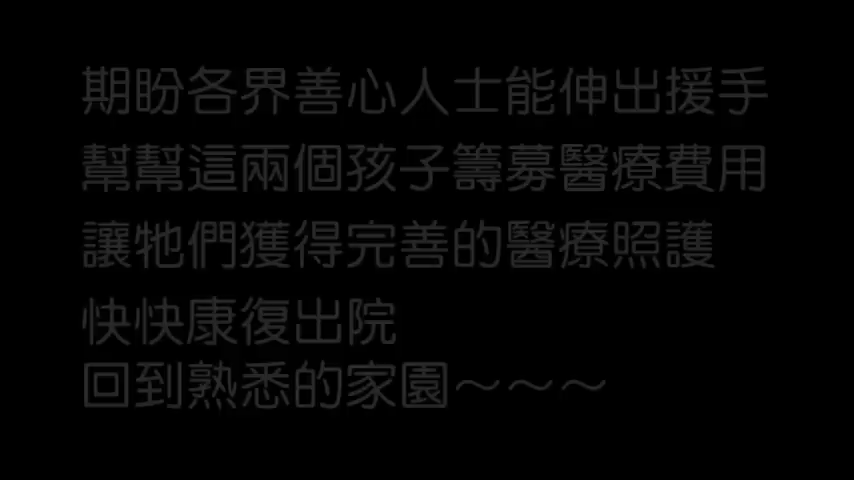 期盼各界善心人士能伸出援手
幫幫這兩個孩子籌募醫療費用
讓牠們獲得完善的醫療照護
快快康復出院
回到熟悉的家園～～～